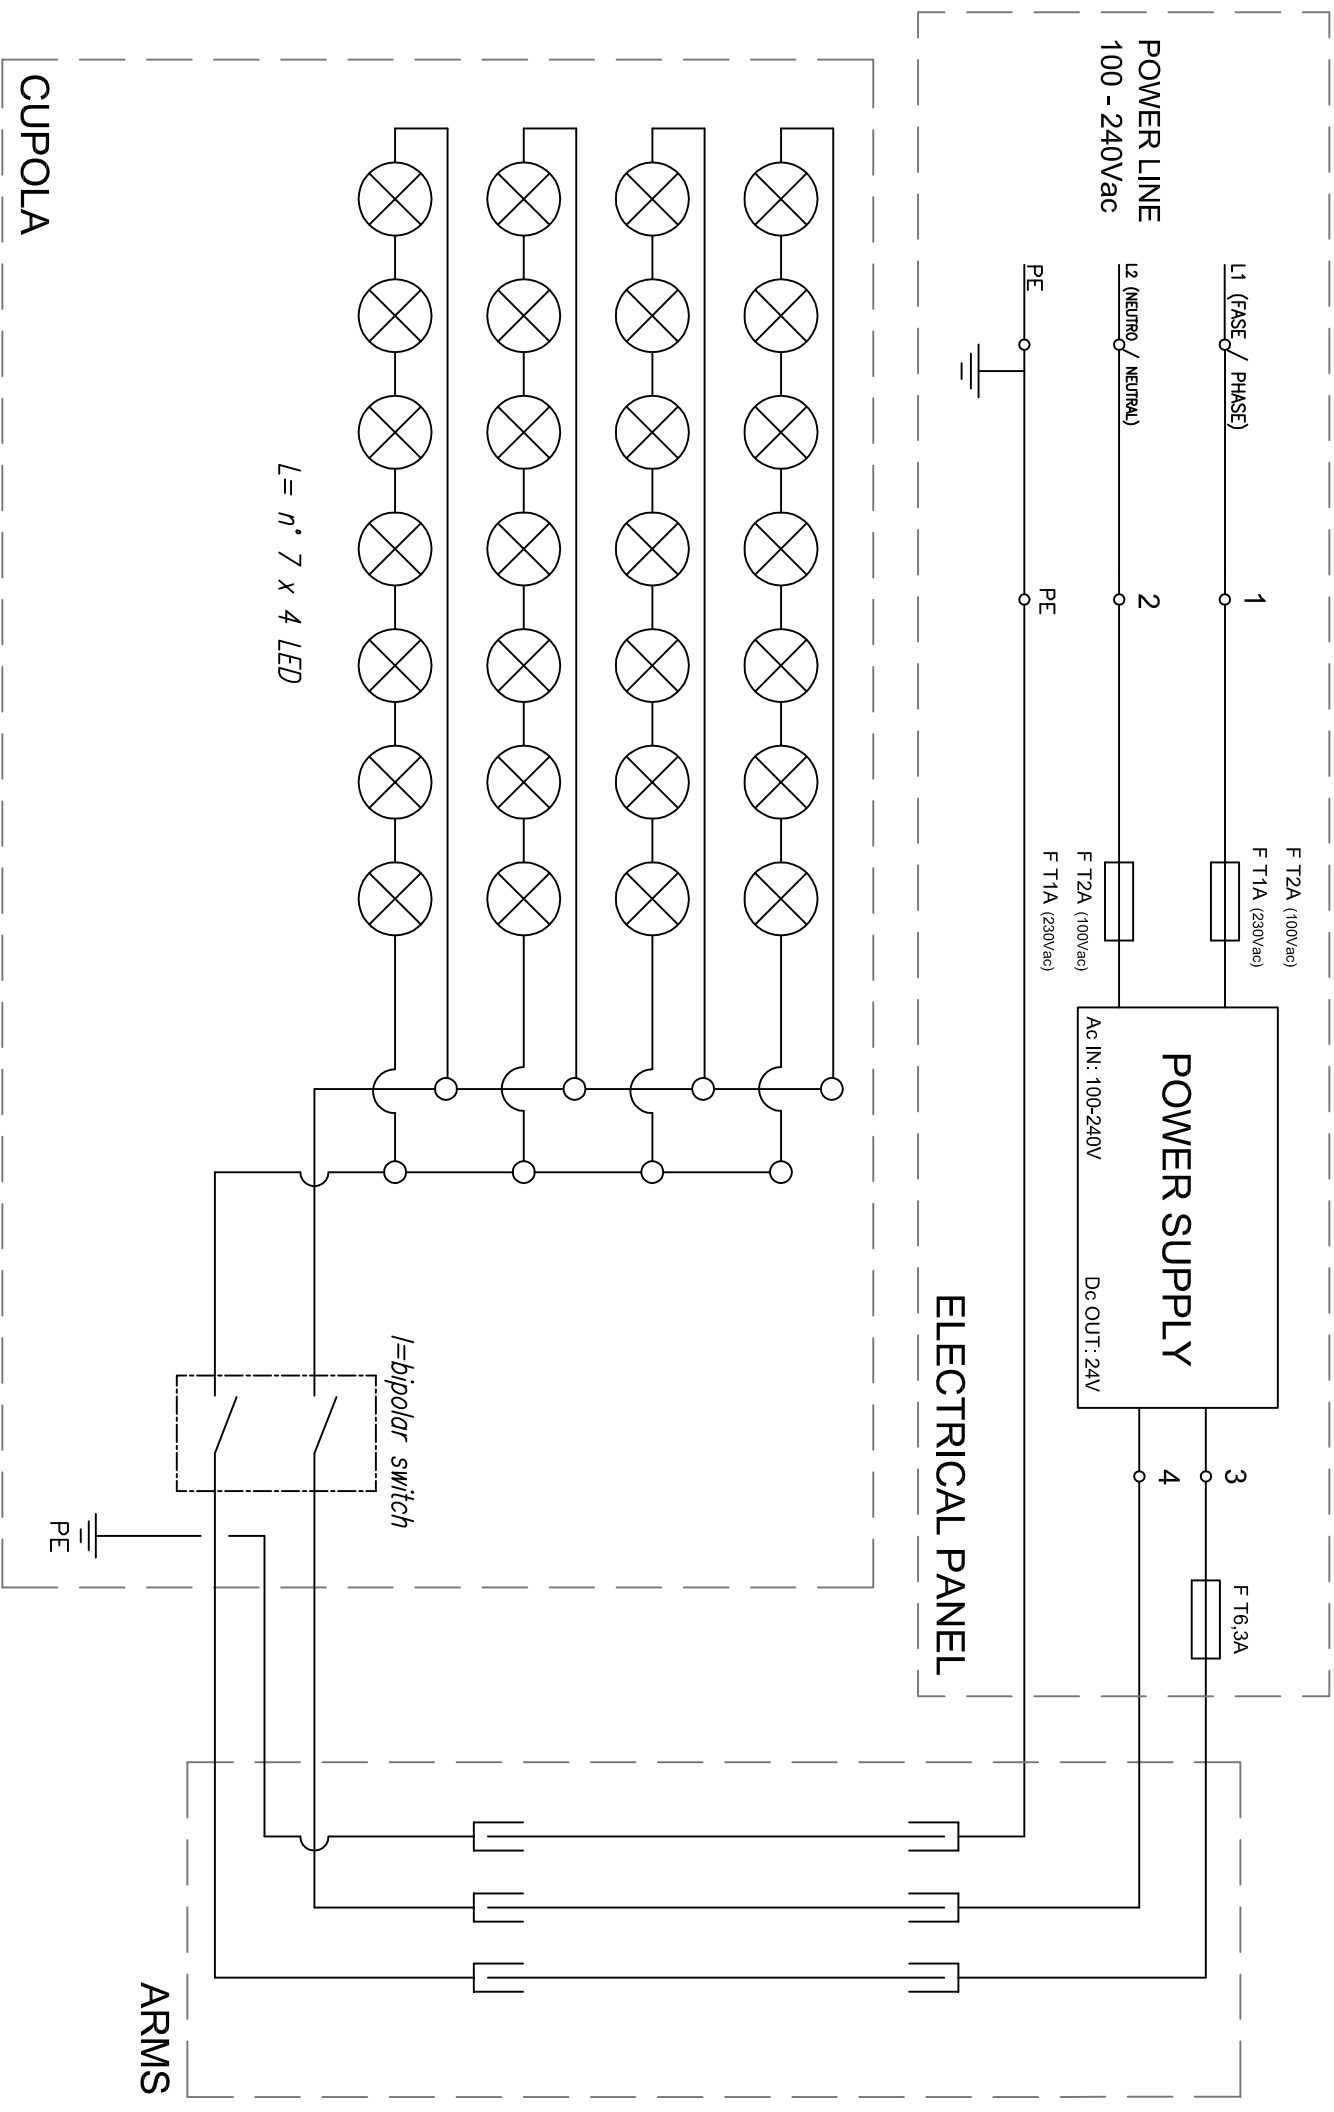 POWER LINE
100 - 240Vac
L1 (FASE / PHASE)
L2 (NEUTRO / NEUTRAL)
PE
1
2
PE
F T2A (100Vac)
F T1A (230Vac)
F T2A (100Vac)
F T1A (230Vac)
POWER SUPPLY
Ac IN: 100-240V
Dc OUT: 24V
3
4
F T6,3A
ELECTRICAL PANEL
L= n° 7 x 4 LED
I=bipolar switch
PE
CUPOLA
ARMS